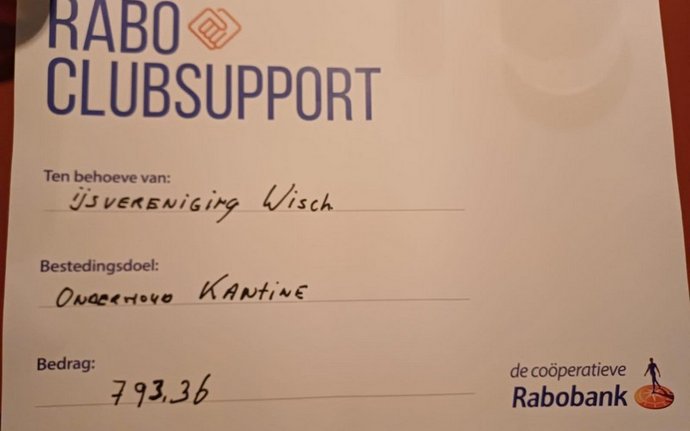 RABO
CLUBSUPPORT
Ten behoeve van:
IJSVERENIGING Wisch
Bestedingsdoel:
ONDERHOUD KANTINE
Bedrag:
793,36
de coöperatieve
Rabobank